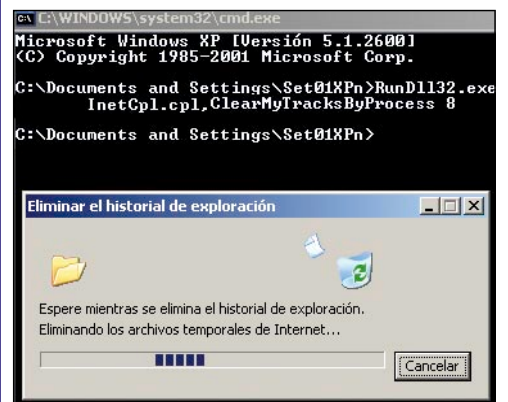 C:\WINDOWS\system32\cmd.exe
Microsoft Windows XP [Versión 5.1.2600]
(C) Copyright 1985-2001 Microsoft Corp.
C:\Documents and Settings\Set01XPn>RunDll32.exe
InetCpl.cpl,ClearMyTracksByProcess 8
C:\Documents and Settings\Set01XPn>
Eliminar el historial de exploración
Espere mientras se elimina el historial de exploración.
Eliminando los archivos temporales de Internet...
Cancelar